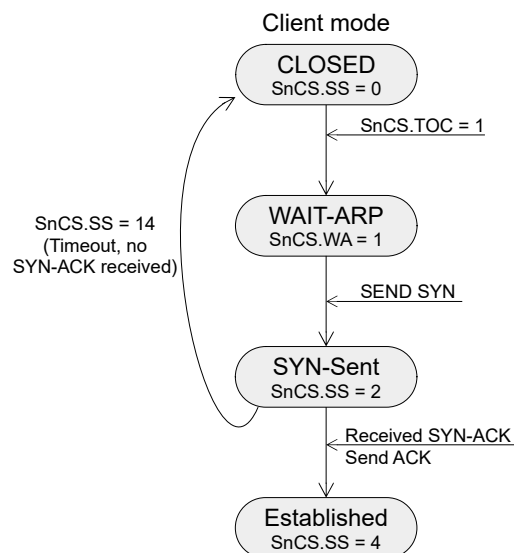 Client mode
CLOSED
SnCS.SS = 0
SnCS.TOC = 1
WAIT-ARP
SnCS.WA = 1
SnCS.SS = 14
(Timeout, no
SYN-ACK received)
SEND SYN
SYN-Sent
SnCS.SS = 2
Received SYN-ACK
Send ACK
Established
SnCS.SS = 4